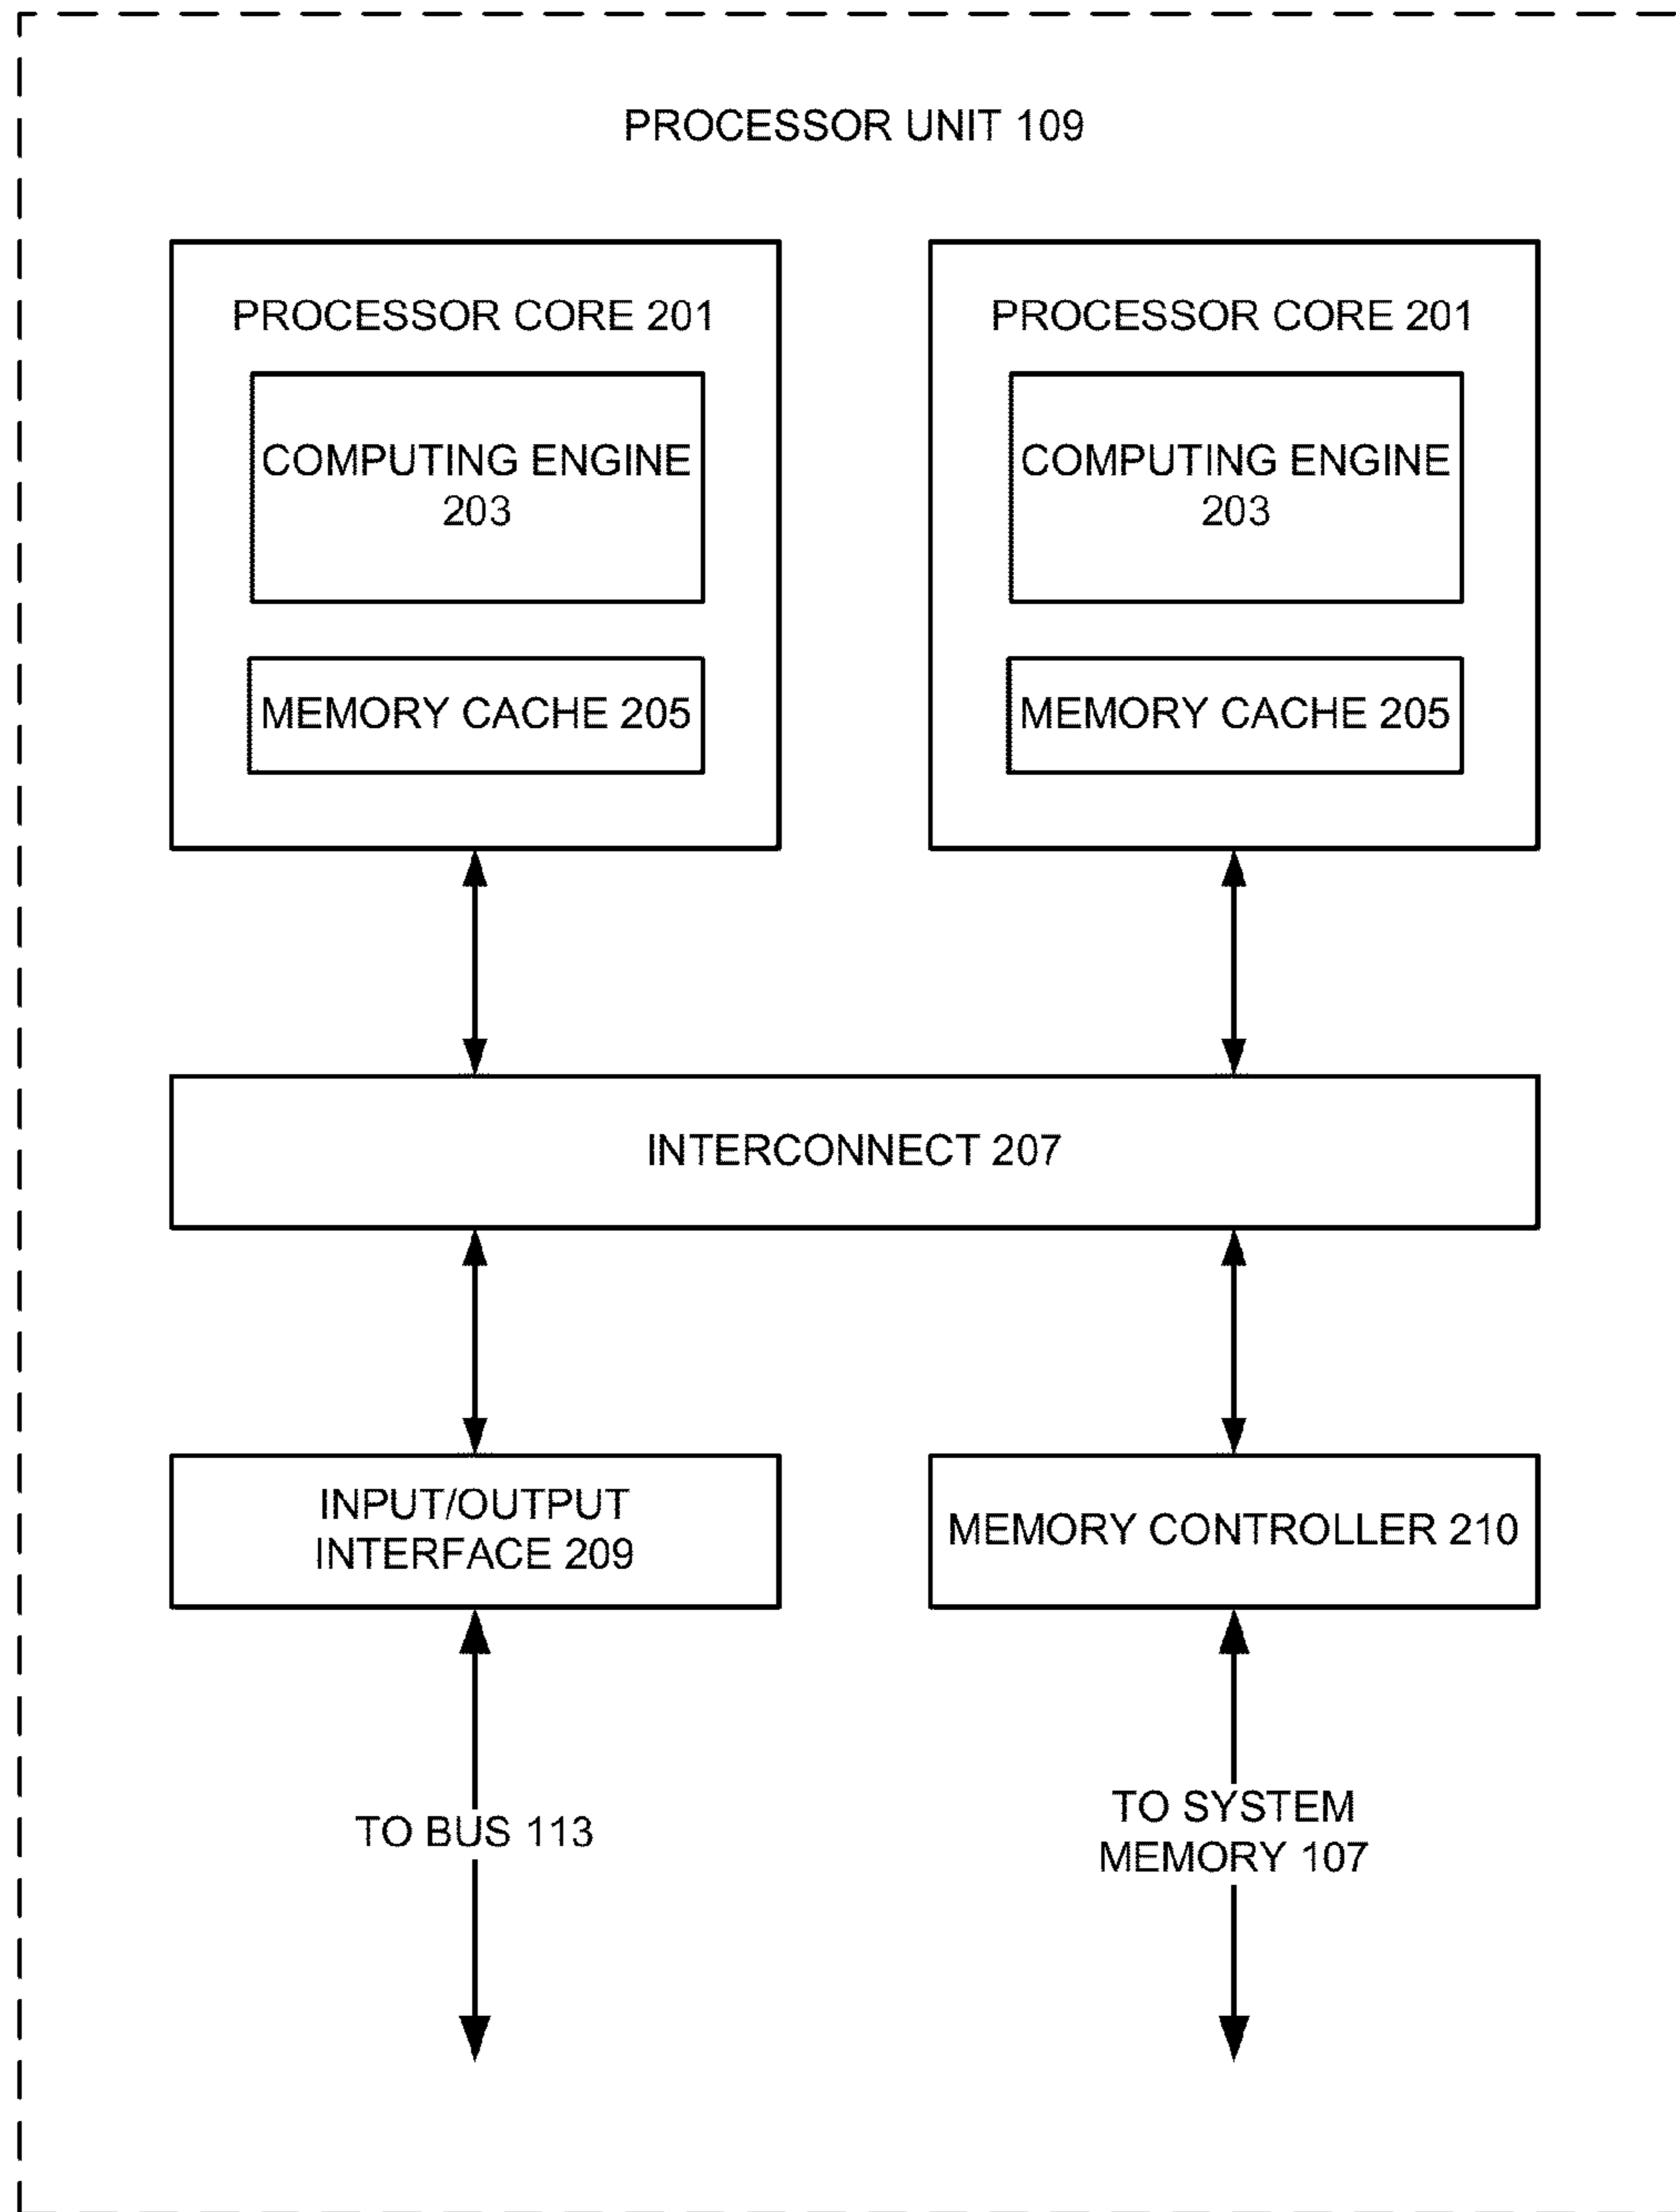 PROCESSOR UNIT 109
PROCESSOR CORE 201
COMPUTING ENGINE
203
MEMORY CACHE 205
PROCESSOR CORE 201
COMPUTING ENGINE
203
MEMORY CACHE 205
INTERCONNECT 207
INPUT/OUTPUT
INTERFACE 209
MEMORY CONTROLLER 210
TO BUS 113
TO SYSTEM
MEMORY 107